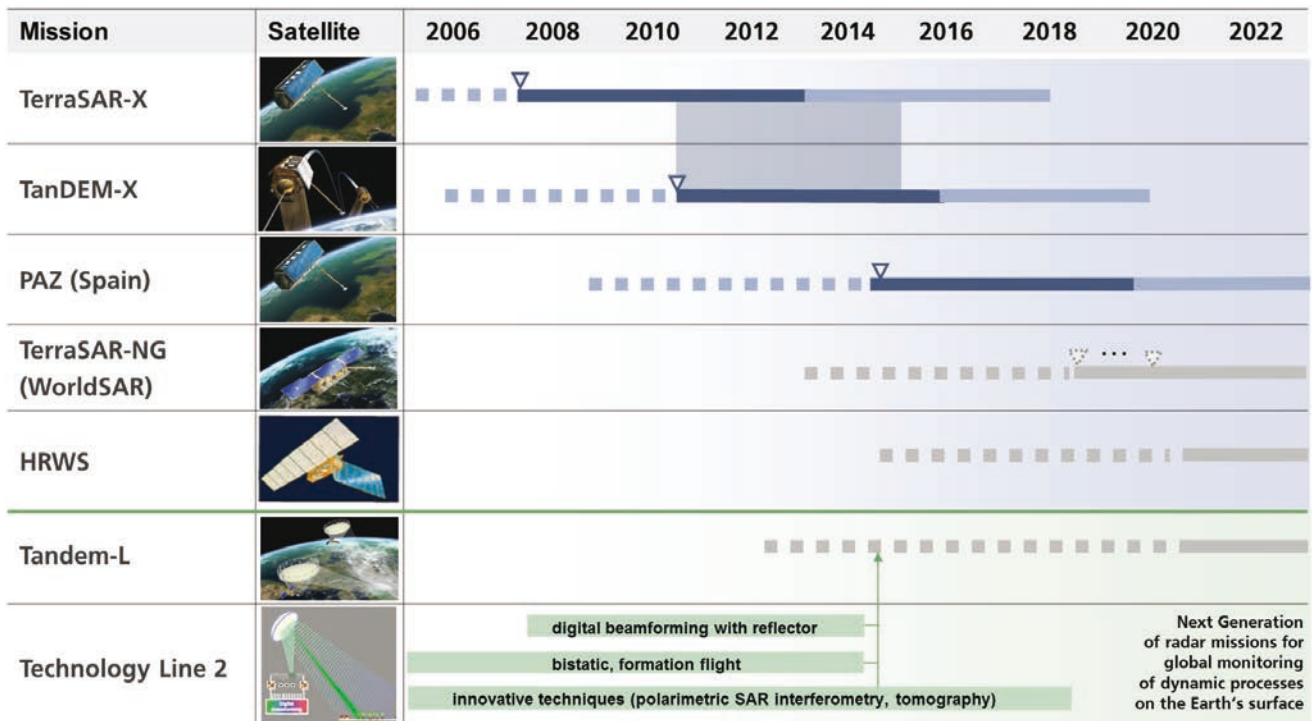 Mission Satellite 2006 2008 2010 2012 2014 2016 2018 2020 2022
TerraSAR-X
TanDEM-X
PAZ (Spain)
TerraSAR-NG
(WorldSAR)
HRWS
Tandem-L
Technology Line 2
digital beamforming with reflector
bistatic, formation flight
innovative techniques (polarimetric SAR interferometry, tomography)
Next Generation
of radar missions for
global monitoring
of dynamic processes
on the Earth's surface